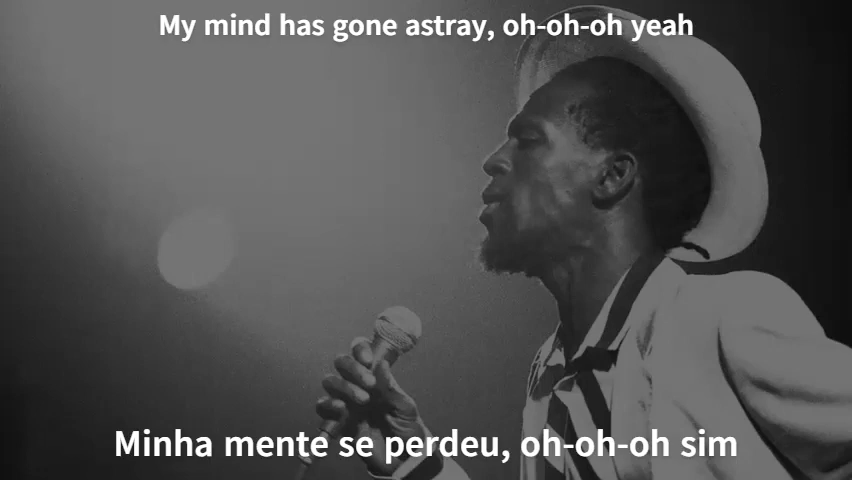 My mind has gone astray, oh-oh-oh yeah
Minha mente se perdeu, oh-oh-oh sim